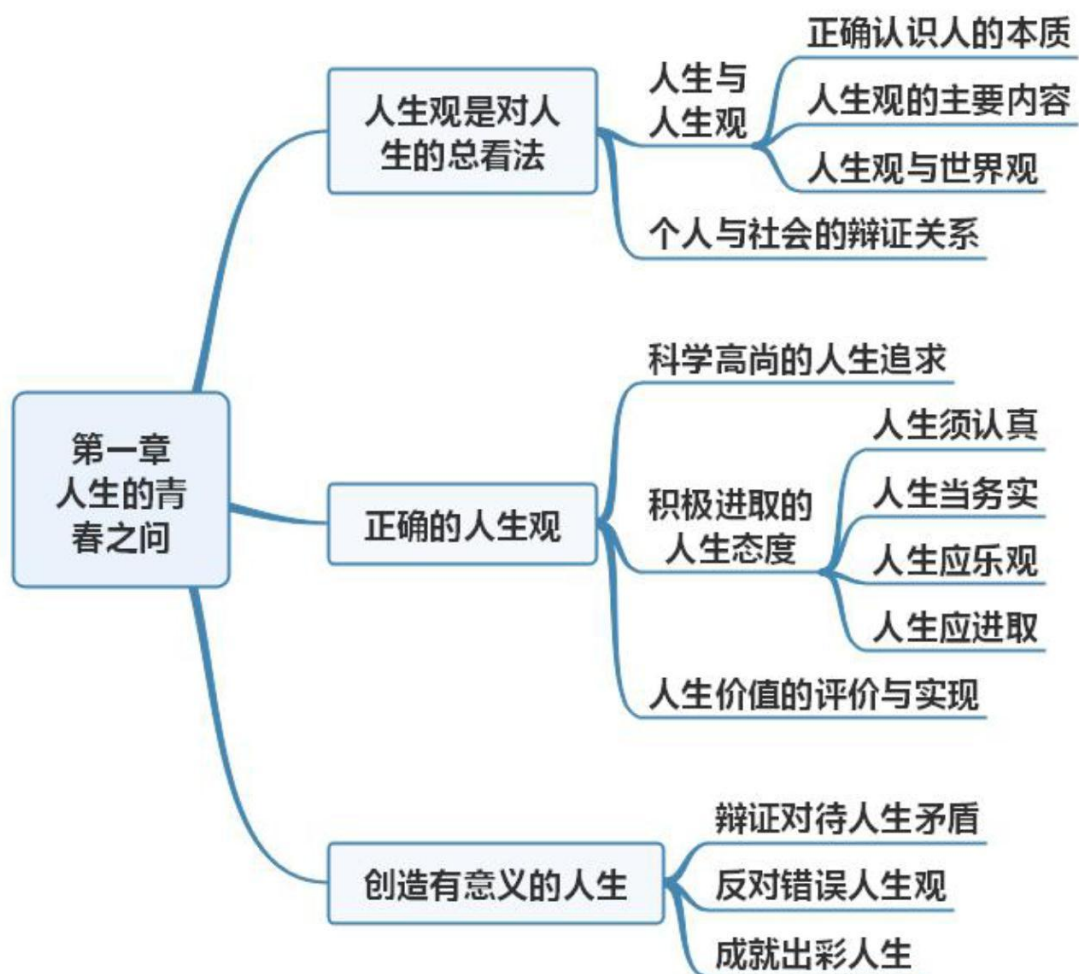 第一章
人生的青
春之问
人生观是对人
生的总看法
人生与
人生观
正确认识人的本质
人生观的主要内容
人生观与世界观
个人与社会的辩证关系
正确的人生观
科学高尚的人生追求
积极进取的
人生态度
人生须认真
人生当务实
人生应乐观
人生应进取
人生价值的评价与实现
创造有意义的人生
辩证对待人生矛盾
反对错误人生观
成就出彩人生